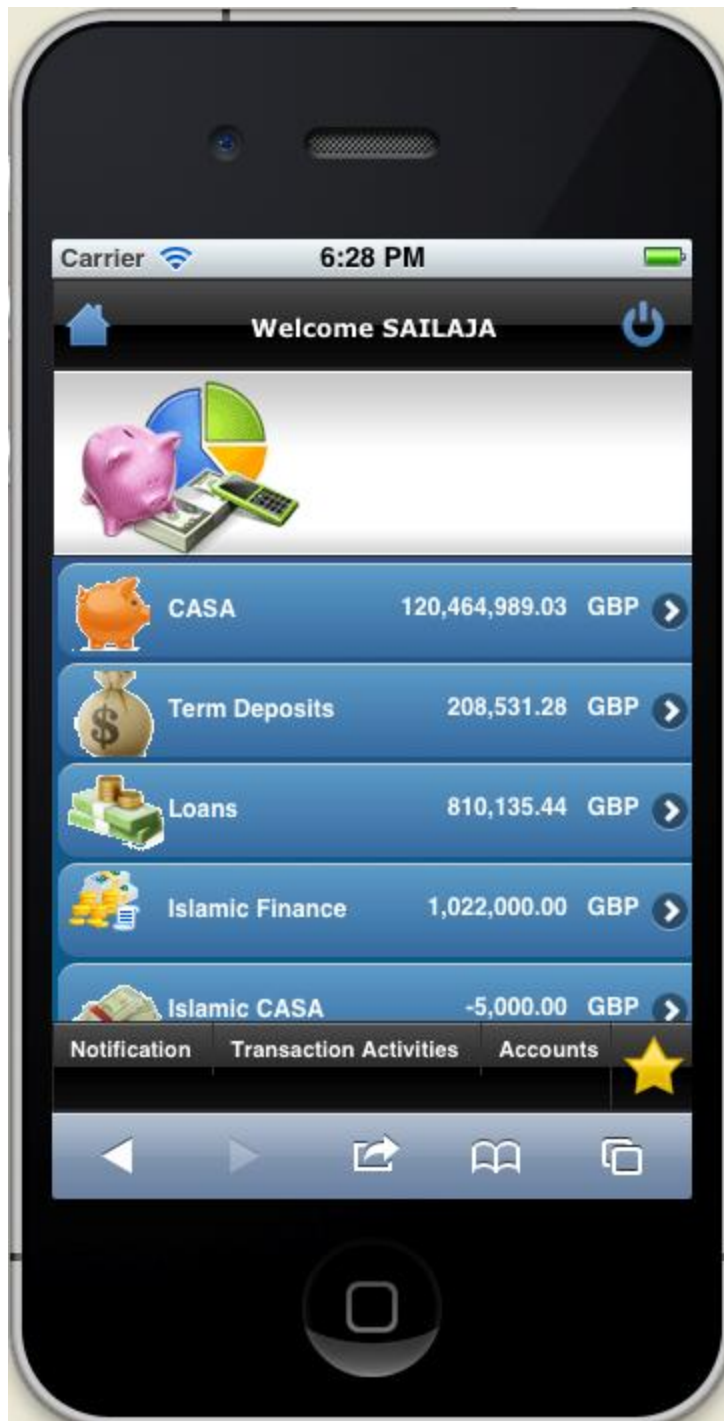 Carrier 6:28 PM
Welcome SAILAJA
CASA 120,464,989.03 GBP
$
Term Deposits 208,531.28 GBP
Loans 810,135.44 GBP
Islamic Finance 1,022,000.00 GBP
Islamic CASA -5,000.00 GBP
Notification Transaction Activities Accounts